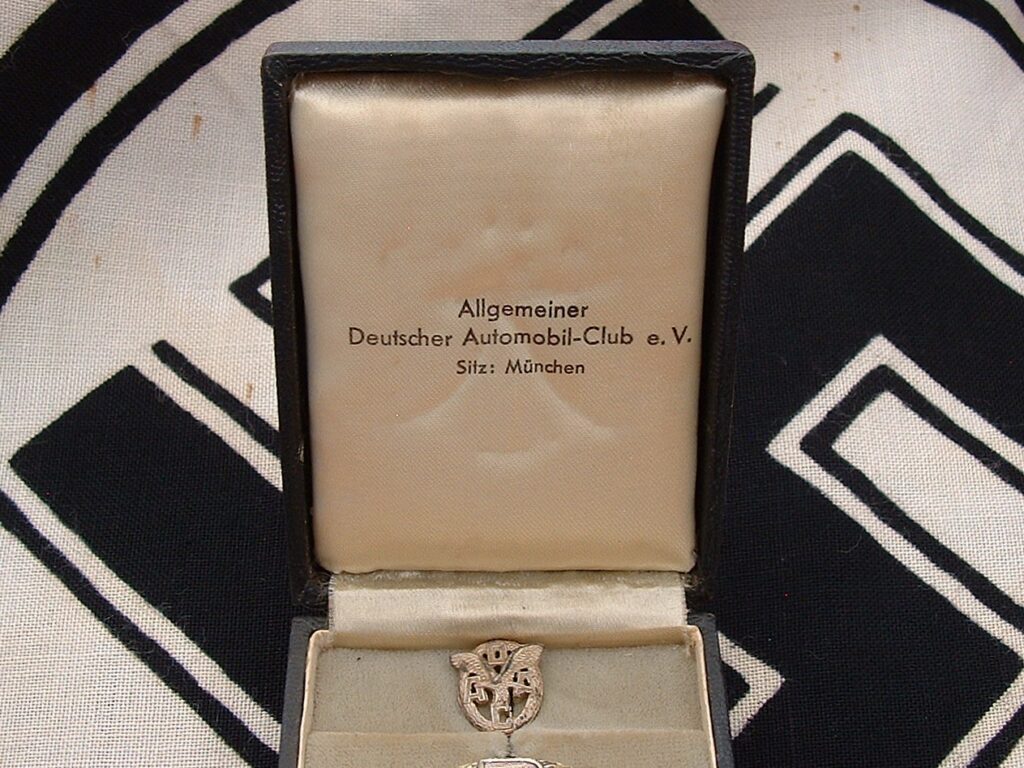 Allgemeiner
Deutscher Automobil-Club e. V.
Sitz: München